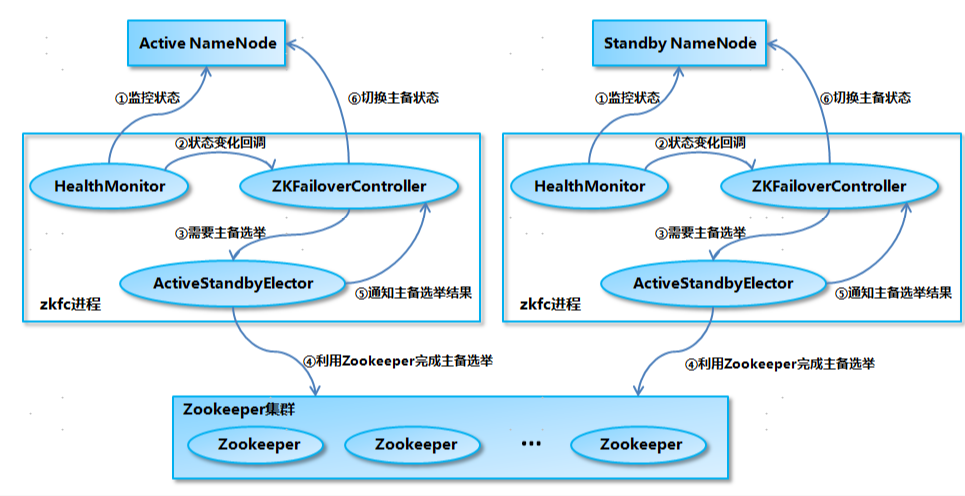 Active NameNode
Standby NameNode
①监控状态
⑥切换主备状态
①监控状态
⑥切换主备状态
②状态变化回调
②状态变化回调
HealthMonitor
ZKFailoverController
HealthMonitor
ZKFailoverController
③需要主备选举
③需要主备选举
ActiveStandbyElector
⑤通知主备选举结果
ActiveStandbyElector
⑤通知主备选举结果
zkfc进程
zkfc进程
④利用Zookeeper完成主备选举
④利用Zookeeper完成主备选举
Zookeeper集群
Zookeeper
Zookeeper
...
Zookeeper